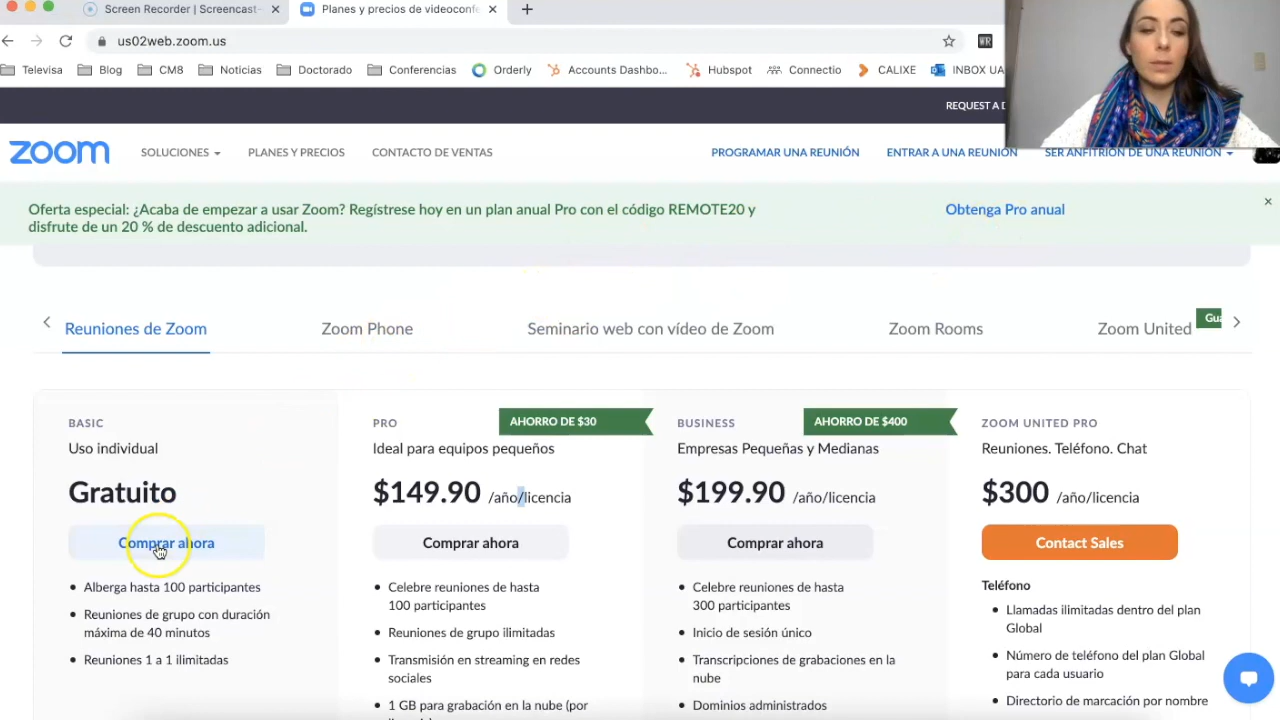 Screen Recorder | Screencast-
Planes y precios de videoconfe
us02web.zoom.us
WR
Televisa
Blog
CM8
Noticias
Doctorado
Conferencias
Orderly
Accounts Dashbo...
Hubspot
Connectio
CALIXE
INBOX UA
REQUEST A D
zoom
SOLUCIONES
PLANES Y PRECIOS
CONTACTO DE VENTAS
PROGRAMAR UNA REUNIÓN
ENTRAR A UNA REUNIÓN
SER ANFITRIÓN DE UNA REUNIÓN
Oferta especial: ¿Acaba de empezar a usar Zoom? Regístrese hoy en un plan anual Pro con el código REMOTE20 y
disfrute de un 20 % de descuento adicional.
Obtenga Pro anual
Reuniones de Zoom
Zoom Phone
Seminario web con vídeo de Zoom
Zoom Rooms
Zoom United
Gua
BASIC
Uso individual
Gratuito
Comprar ahora
• Alberga hasta 100 participantes
• Reuniones de grupo con duración
máxima de 40 minutos
• Reuniones 1 a 1 ilimitadas
PRO
AHORRO DE $30
Ideal para equipos pequeños
$149.90 /año/licencia
Comprar ahora
• Celebre reuniones de hasta
100 participantes
• Reuniones de grupo ilimitadas
• Transmisión en streaming en redes
sociales
• 1 GB para grabación en la nube (por
BUSINESS
AHORRO DE $400
Empresas Pequeñas y Medianas
$199.90 /año/licencia
Comprar ahora
• Celebre reuniones de hasta
300 participantes
• Inicio de sesión único
• Transcripciones de grabaciones en la
nube
• Dominios administrados
ZOOM UNITED PRO
Reuniones. Teléfono. Chat
$300 /año/licencia
Contact Sales
Teléfono
• Llamadas ilimitadas dentro del plan
Global
• Número de teléfono del plan Global
para cada usuario
• Directorio de marcación por nombre